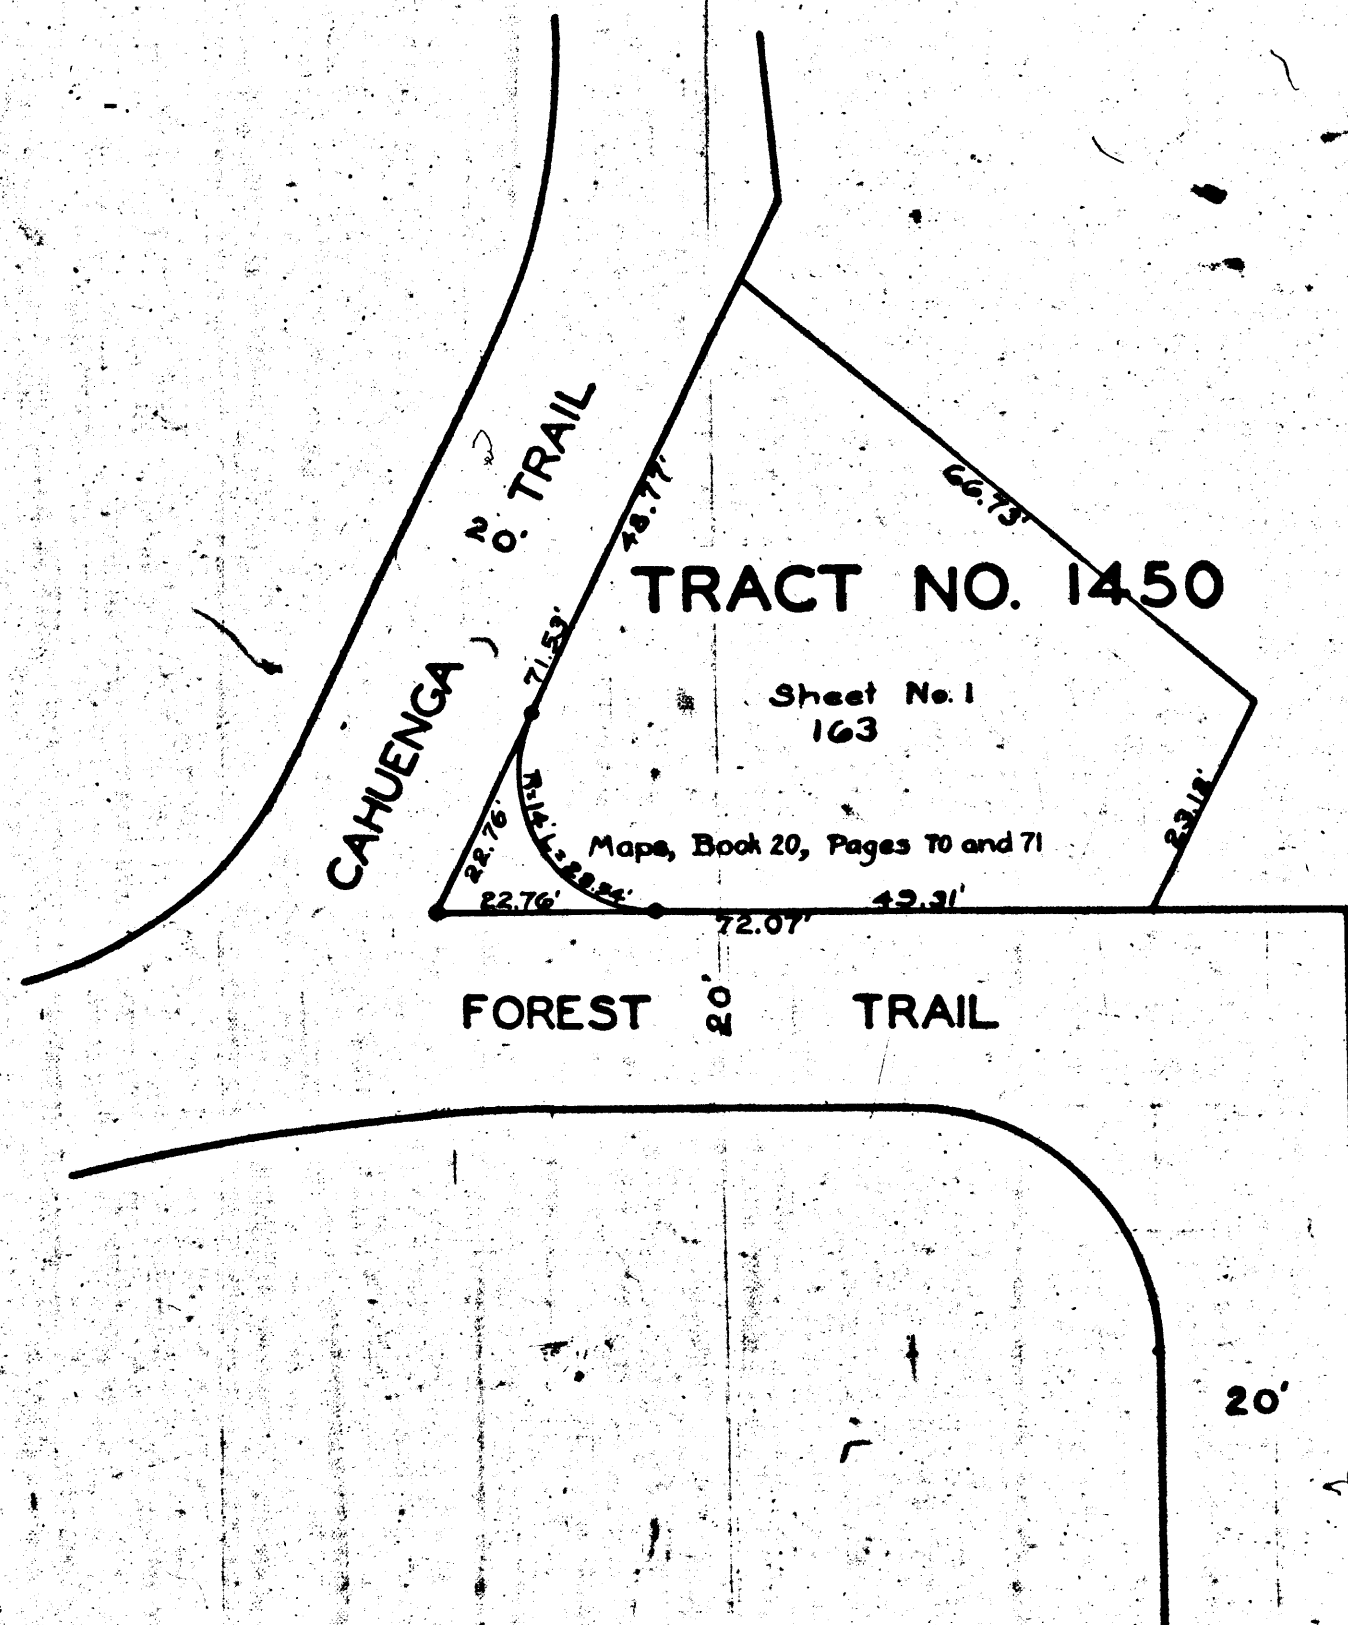 CAHUENGA 20' TRAIL
48.77'
66.73'
TRACT NO. 1450
71.53'
Sheet No. 1
163
23.18'
22.76'
R=14'
Maps, Book 20, Pages 70 and 71
22.76'
49.31'
72.07'
FOREST 20' TRAIL
20'